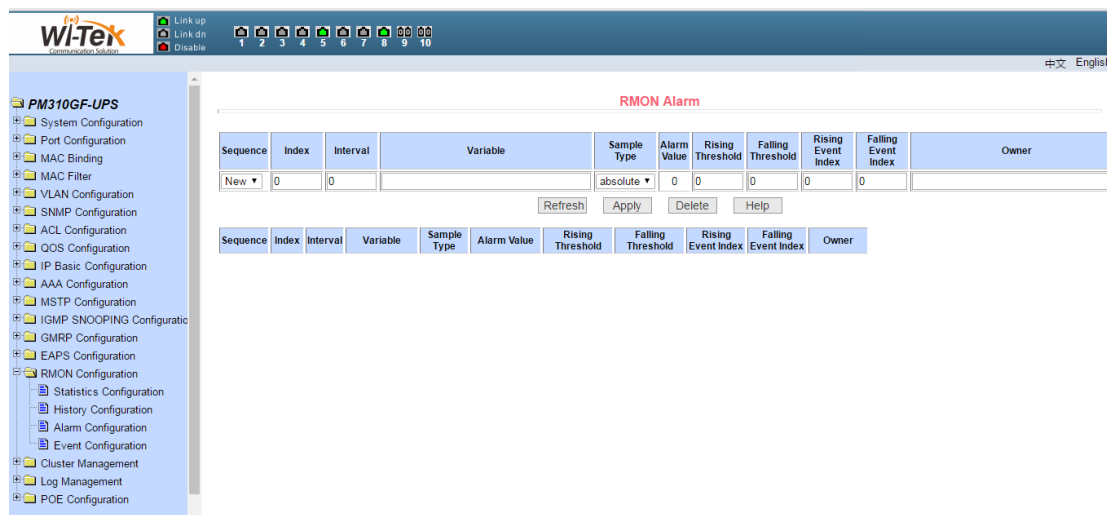 WI-TEK
Communication Solution
Link up
Link dn
Disable
1 2 3 4 5 6 7 8 9 10
中文 English
PM310GF-UPS
System Configuration
Port Configuration
MAC Binding
MAC Filter
VLAN Configuration
SNMP Configuration
ACL Configuration
QOS Configuration
IP Basic Configuration
AAA Configuration
MSTP Configuration
IGMP SNOOPING Configuratio
GMRP Configuration
EAPS Configuration
RMON Configuration
Statistics Configuration
History Configuration
Alarm Configuration
Event Configuration
Cluster Management
Log Management
POE Configuration
RMON Alarm
Sequence Index Interval Variable Sample Type Alarm Value Rising Threshold Falling Threshold Rising Event Index Falling Event Index Owner
New 0 0 absolute 0 0 0 0 0
Refresh Apply Delete Help
Sequence Index Interval Variable Sample Type Alarm Value Rising Threshold Falling Threshold Rising Event Index Falling Event Index Owner